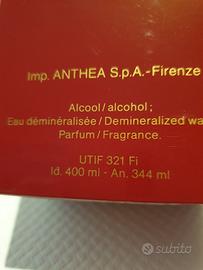 Imp. ANTHEA S.p.A.-Firenze
Alcool/alcohol;
Eau déminéralisée/Demineralized wa
Parfum/Fragrance.
UTIF 321 Fi
Id. 400 ml - An. 344 ml
subito